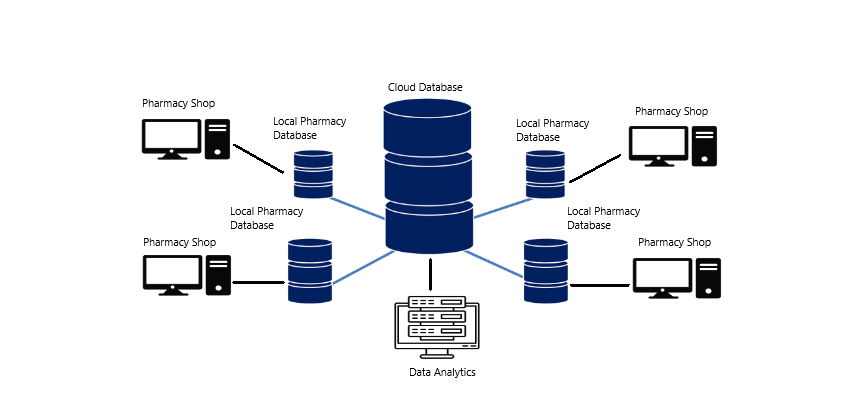 Cloud Database
Pharmacy Shop
Local Pharmacy
Database
Local Pharmacy
Database
Pharmacy Shop
Local Pharmacy
Database
Local Pharmacy
Database
Pharmacy Shop
Pharmacy Shop
Data Analytics